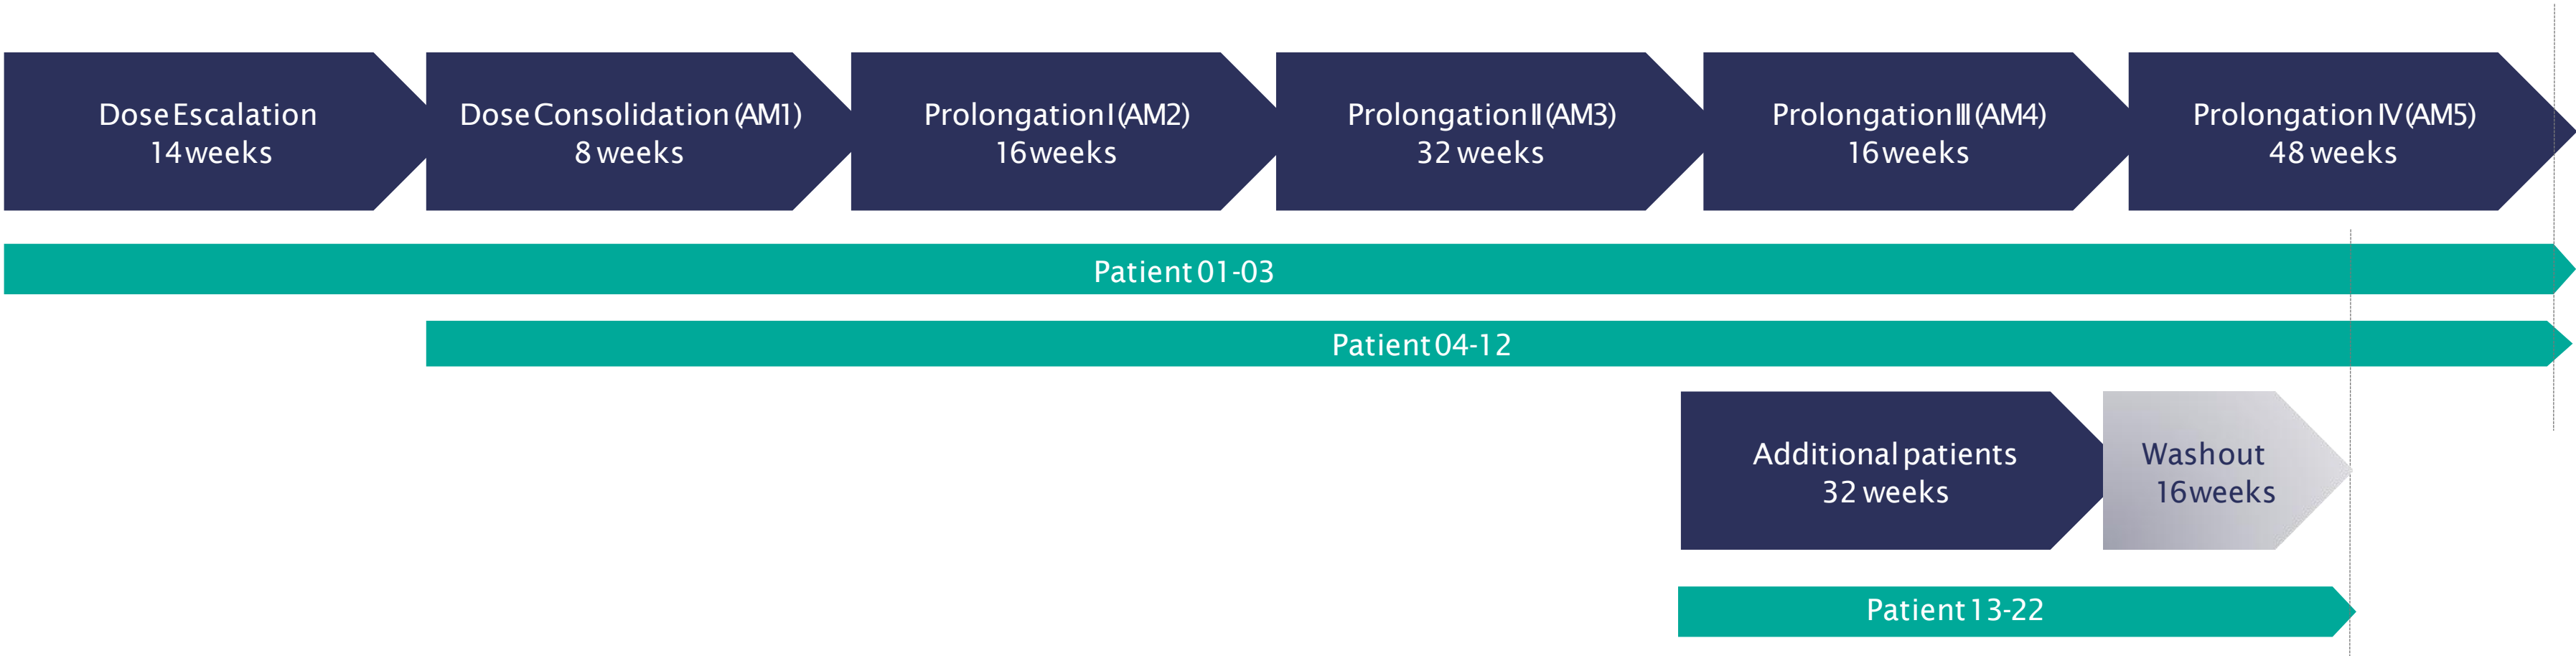 Dose Escalation
14 weeks
Dose Consolidation (AM1)
8 weeks
Prolongation I (AM2)
16 weeks
Prolongation II (AM3)
32 weeks
Prolongation III (AM4)
16 weeks
Prolongation IV (AM5)
48 weeks
Patient 01-03
Patient 04-12
Additional patients
32 weeks
Washout
16 weeks
Patient 13-22